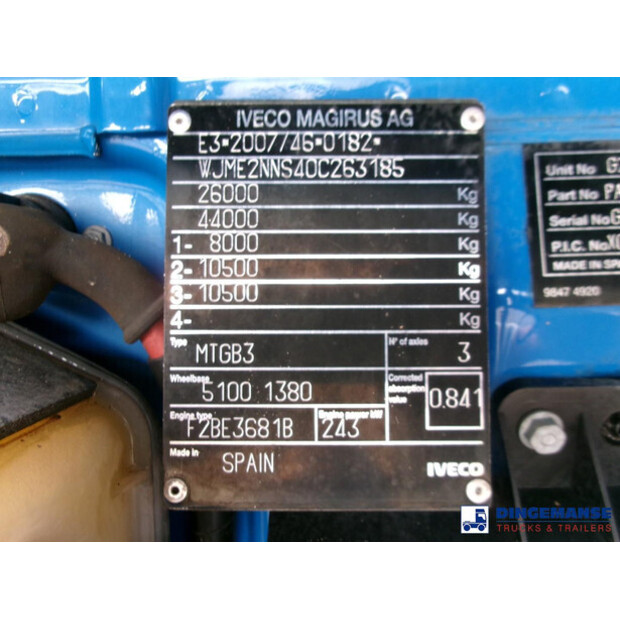 IVECO MAGIRUS AG
E3*2007/46*0182*
WJME2NNS40C263185
26000 Kg
44000 Kg
1- 8000 Kg
2- 10500 Kg
3- 10500 Kg
4- Kg
Type MTGB3 N° of axles 3
Wheelbase 5100 1380 Corrected absorption value 0.841
Engine type F2BE3681B Engine power kW 243
Made in SPAIN IVECO
Unit No
Part No PA
Serial No G
P.I.C. No
MADE IN SP
9847 4920
DINGEMANSE
TRUCKS & TRAILERS